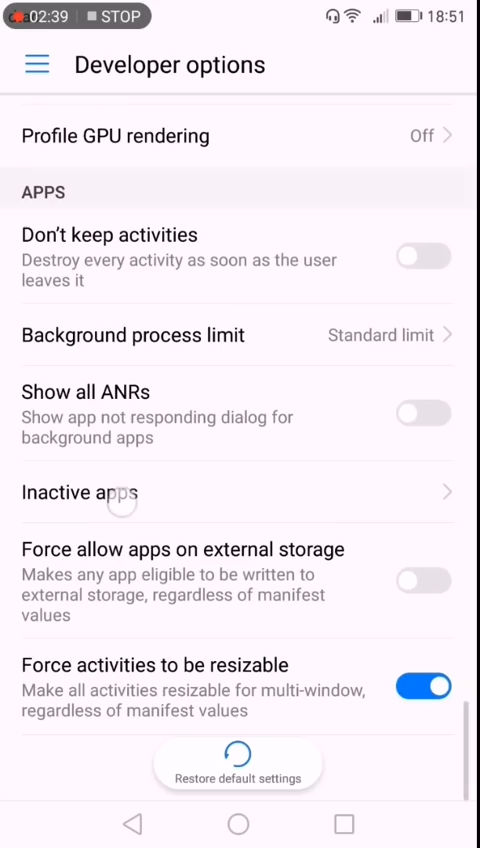 02:39 STOP 18:51
Developer options
Profile GPU rendering Off
APPS
Don't keep activities
Destroy every activity as soon as the user
leaves it
Background process limit Standard limit
Show all ANRs
Show app not responding dialog for
background apps
Inactive apps
Force allow apps on external storage
Makes any app eligible to be written to
external storage, regardless of manifest
values
Force activities to be resizable
Make all activities resizable for multi-window,
regardless of manifest values
Restore default settings